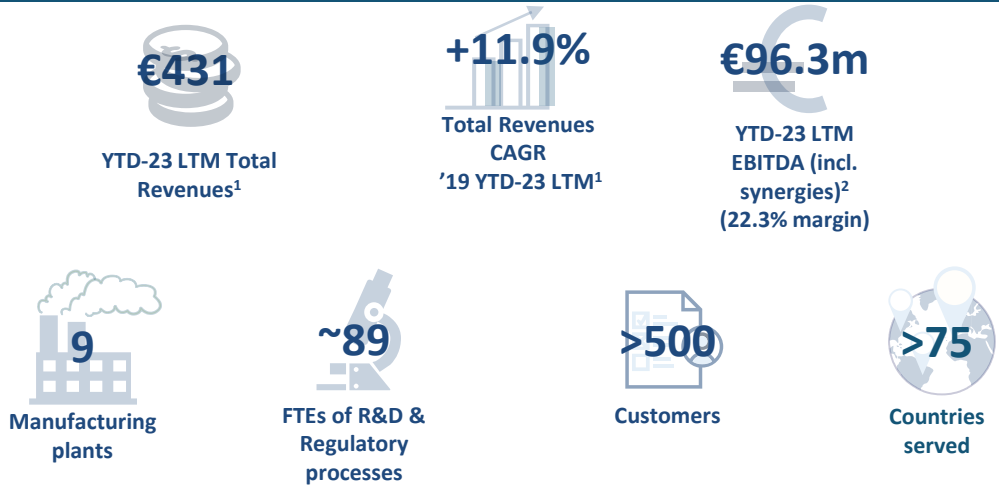 €431
YTD-23 LTM Total
Revenues¹
+11.9%
Total Revenues
CAGR
’19 YTD-23 LTM¹
€96.3m
YTD-23 LTM
EBITDA (incl.
synergies)²
(22.3% margin)
9
Manufacturing
plants
~89
FTEs of R&D &
Regulatory
processes
>500
Customers
>75
Countries
served